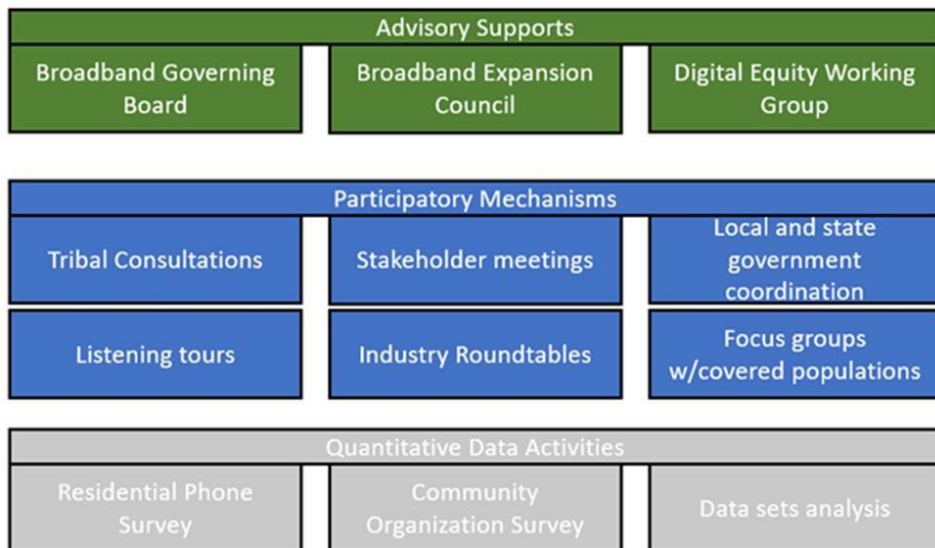 Advisory Supports
Broadband Governing
Board
Broadband Expansion
Council
Digital Equity Working
Group
Participatory Mechanisms
Tribal Consultations
Stakeholder meetings
Local and state
government
coordination
Listening tours
Industry Roundtables
Focus groups
w/covered populations
Quantitative Data Activities
Residential Phone
Survey
Community
Organization Survey
Data sets analysis